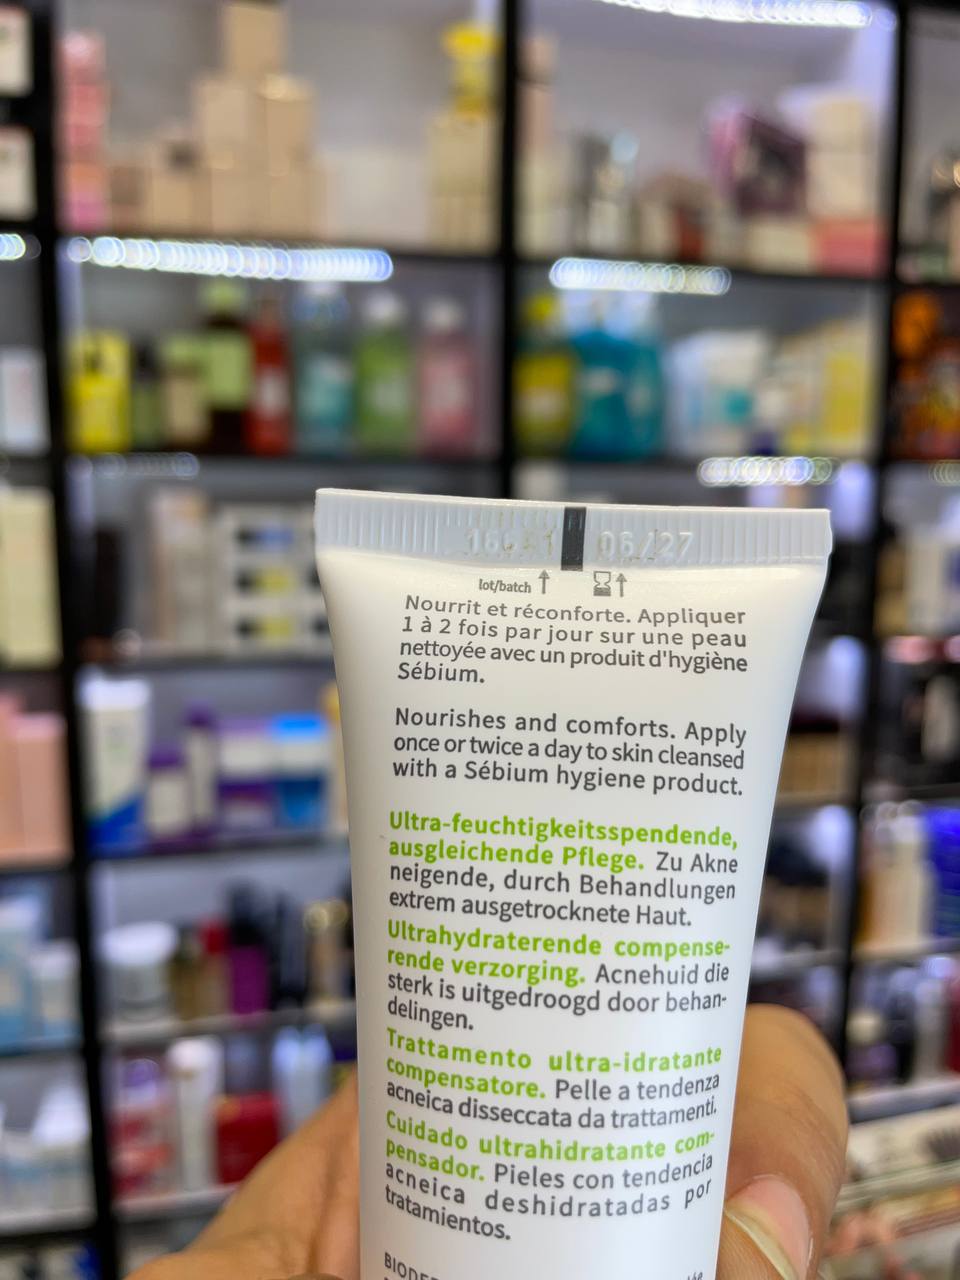 06/27
lot/batch
Nourrit et réconforte. Appliquer
1 à 2 fois par jour sur une peau
nettoyée avec un produit d'hygiène
Sébium.
Nourishes and comforts. Apply
once or twice a day to skin cleansed
with a Sébium hygiene product.
Ultra-feuchtigkeitsspendende,
ausgleichende Pflege. Zu Akne
neigende, durch Behandlungen
extrem ausgetrocknete Haut.
Ultrahydraterende compense-
rende verzorging. Acnehuid die
sterk is uitgedroogd door behan-
delingen.
Trattamento ultra-idratante
compensatore. Pelle a tendenza
acneica disseccata da trattamenti.
Cuidado ultrahidratante com-
pensador. Pieles con tendencia
acneica deshidratadas por
tratamientos.